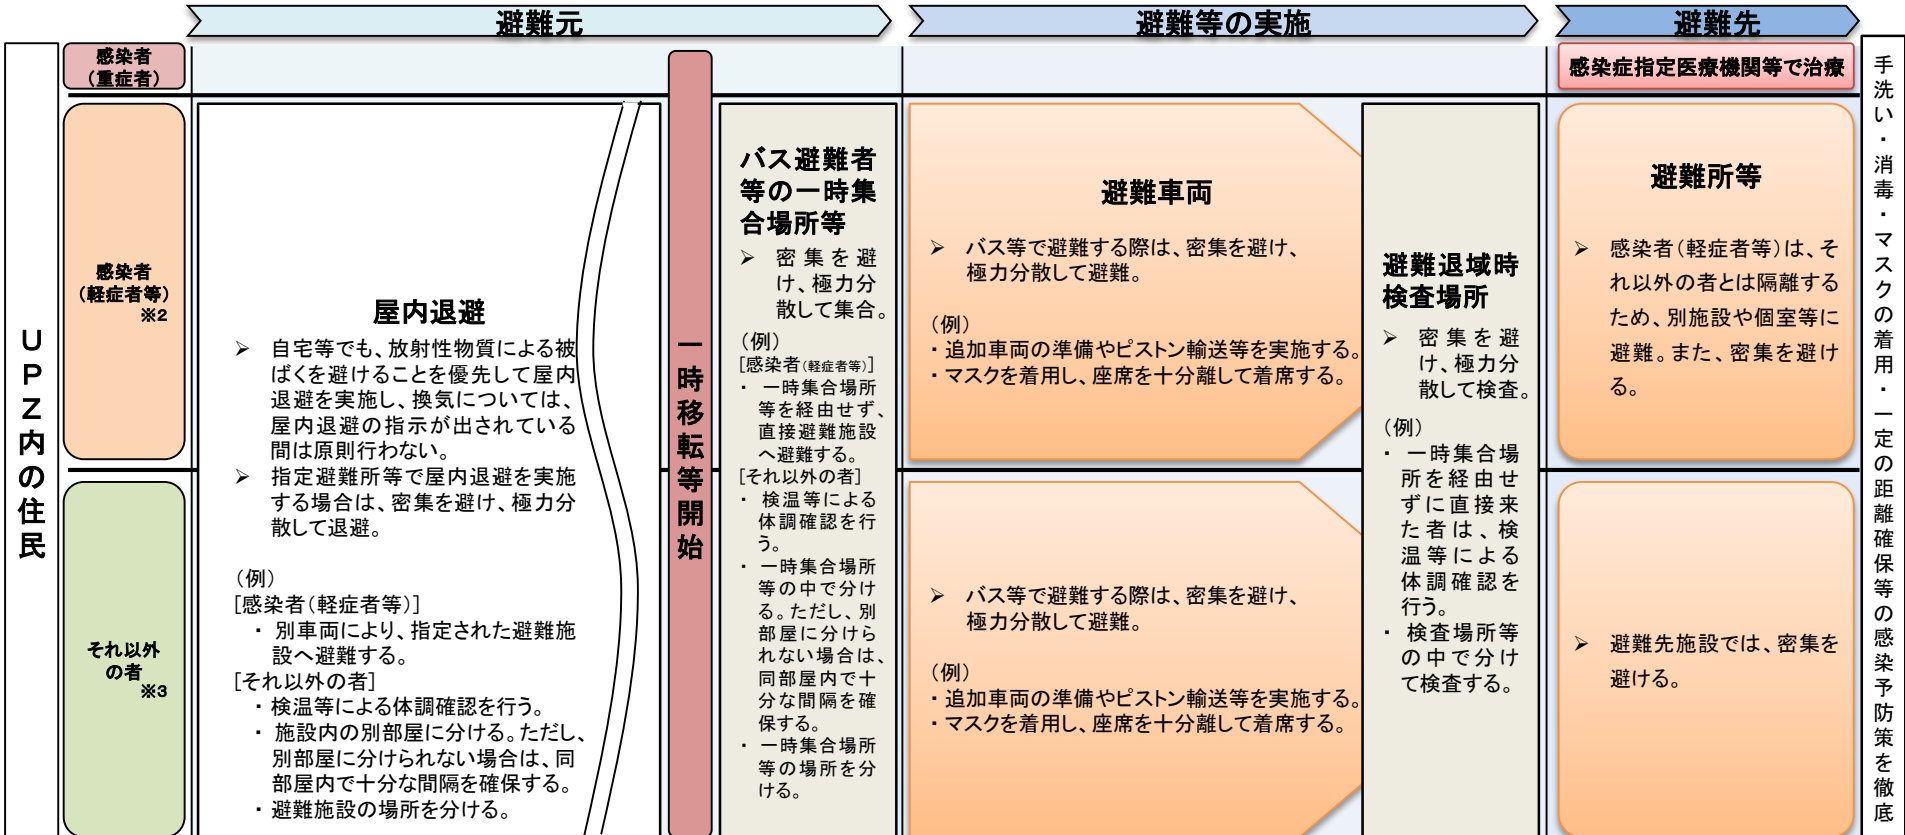 避難元
避難等の実施
避難先
UPZ内の住民
感染者
(重症者)
感染症指定医療機関等で治療
感染者
(軽症者等)
※2
それ以外
の者
※3
屋内退避
➢ 自宅等でも、放射性物質による被
ばくを避けることを優先して屋内
退避を実施し、換気については、
屋内退避の指示が出されている
間は原則行わない。
➢ 指定避難所等で屋内退避を実施
する場合は、密集を避け、極力分
散して退避。
(例)
[感染者(軽症者等)]
・ 別車両により、指定された避難施
設へ避難する。
[それ以外の者]
・ 検温等による体調確認を行う。
・ 施設内の別部屋に分ける。ただし、
別部屋に分けられない場合は、同
部屋内で十分な間隔を確保する。
・ 避難施設の場所を分ける。
一時移転等開始
バス避難者
等の一時集
合場所等
➢ 密集を避
け、極力分
散して集合。
(例)
[感染者(軽症者等)]
・ 一時集合場所
等を経由せず、
直接避難施設
へ避難する。
[それ以外の者]
・ 検温等による
体調確認を行
う。
・ 一時集合場所
等の中で分け
る。ただし、別
部屋に分けら
れない場合は、
同部屋内で十
分な間隔を確
保する。
・ 一時集合場所
等の場所を分
ける。
避難車両
➢ バス等で避難する際は、密集を避け、
極力分散して避難。
(例)
・追加車両の準備やピストン輸送等を実施する。
・マスクを着用し、座席を十分離して着席する。
➢ バス等で避難する際は、密集を避け、
極力分散して避難。
(例)
・追加車両の準備やピストン輸送等を実施する。
・マスクを着用し、座席を十分離して着席する。
避難退域時
検査場所
➢ 密集を避
け、極力分
散して検査。
(例)
・ 一時集合場
所を経由せ
ずに直接来
た者は、検
温等による
体調確認を
行う。
・ 検査場所等
の中で分け
て検査する。
避難所等
➢ 感染者(軽症者等)は、そ
れ以外の者とは隔離する
ため、別施設や個室等に
避難。また、密集を避け
る。
➢ 避難先施設では、密集を
避ける。
手洗い・消毒・マスクの着用・一定の距離確保等の感染予防策を徹底